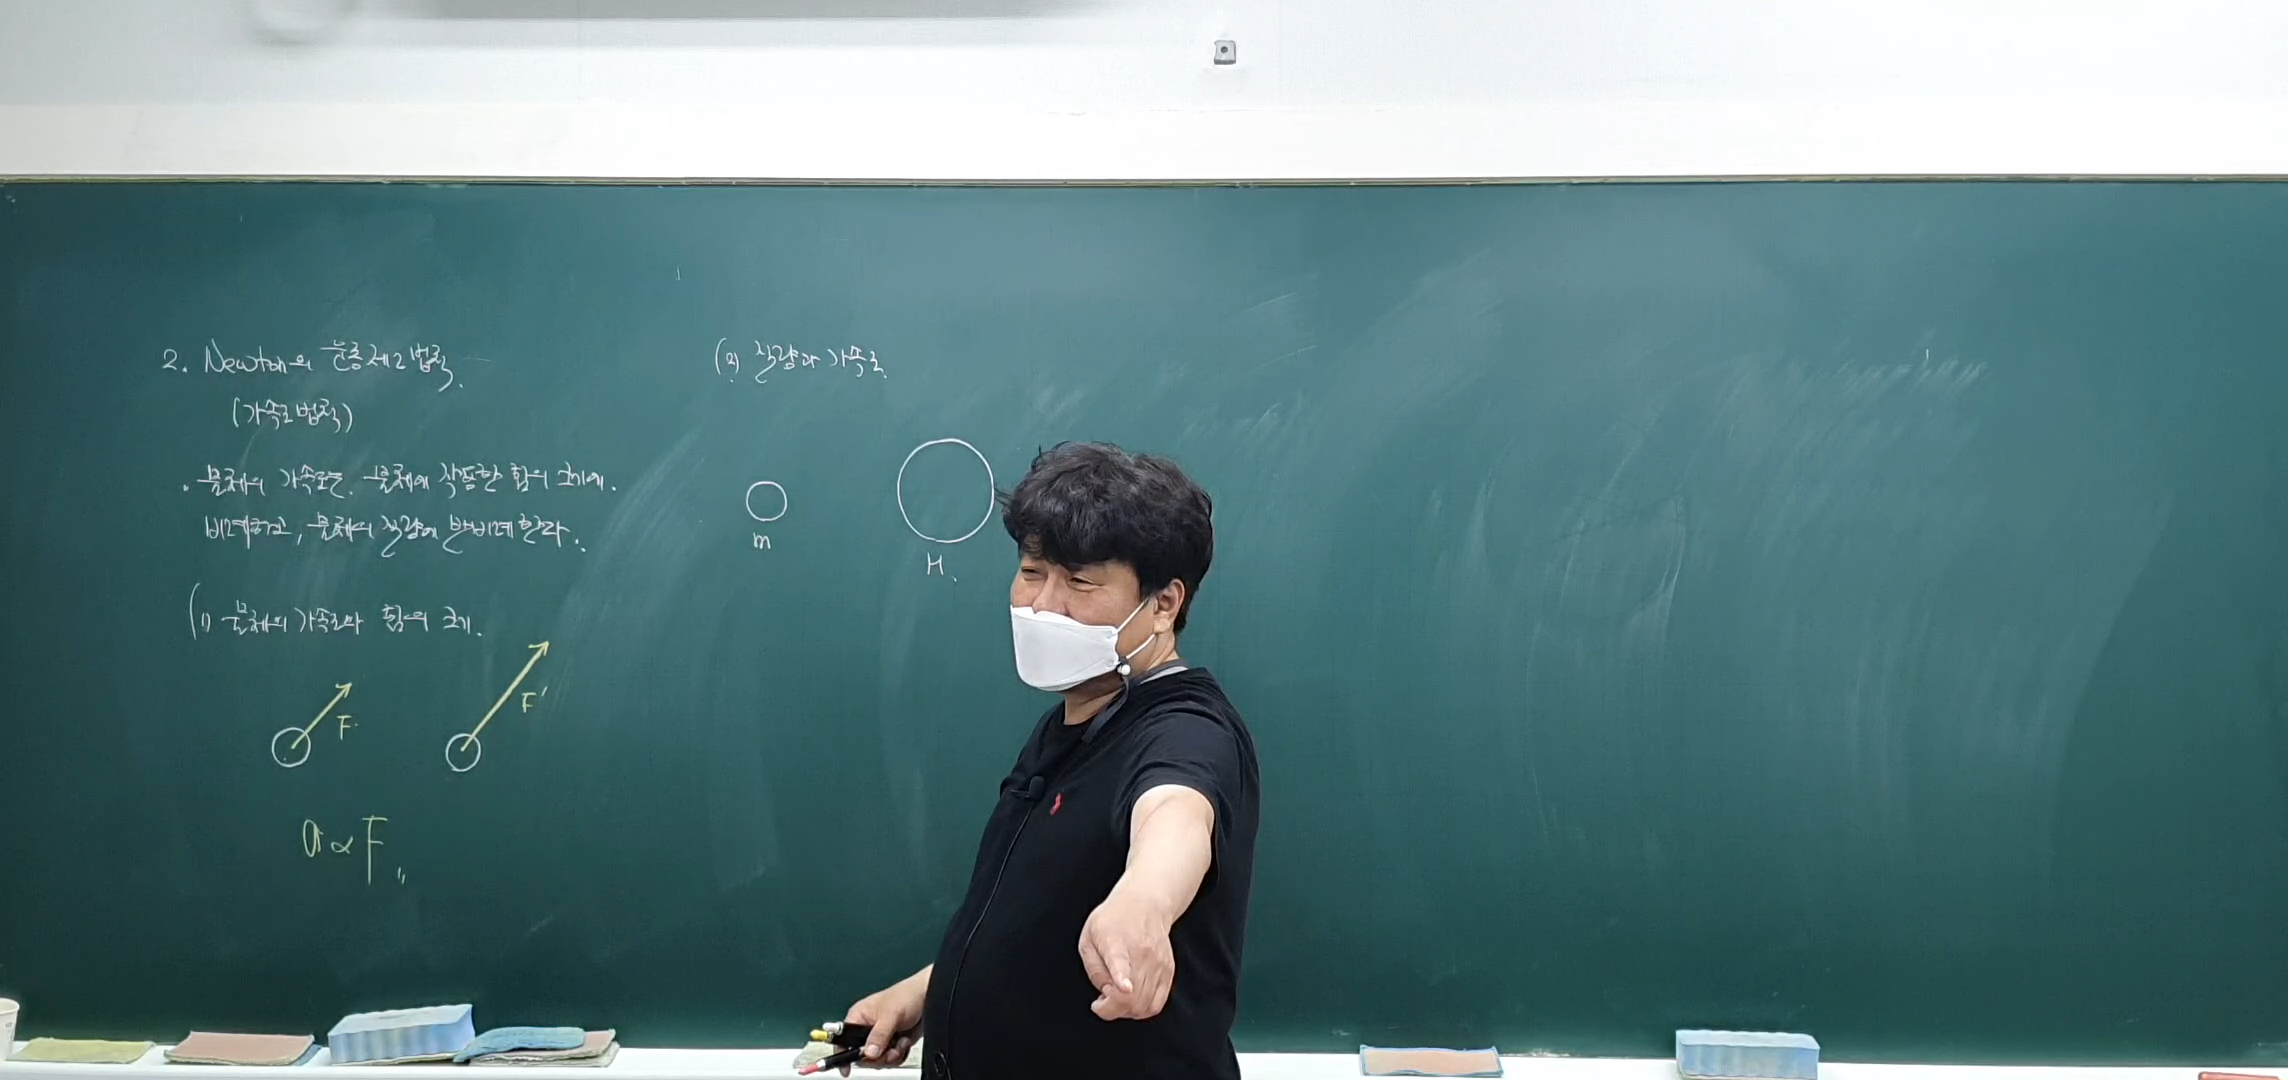 2. Newton의 운동 제2법칙.
(가속도 법칙)
· 물체의 가속도는, 물체에 작용한 힘의 크기에.
비례하고, 물체의 질량에 반비례한다.
(1) 물체의 가속도와 힘의 크기.
F
F'
a ∝ F
(2) 질량과 가속도.
m
M.